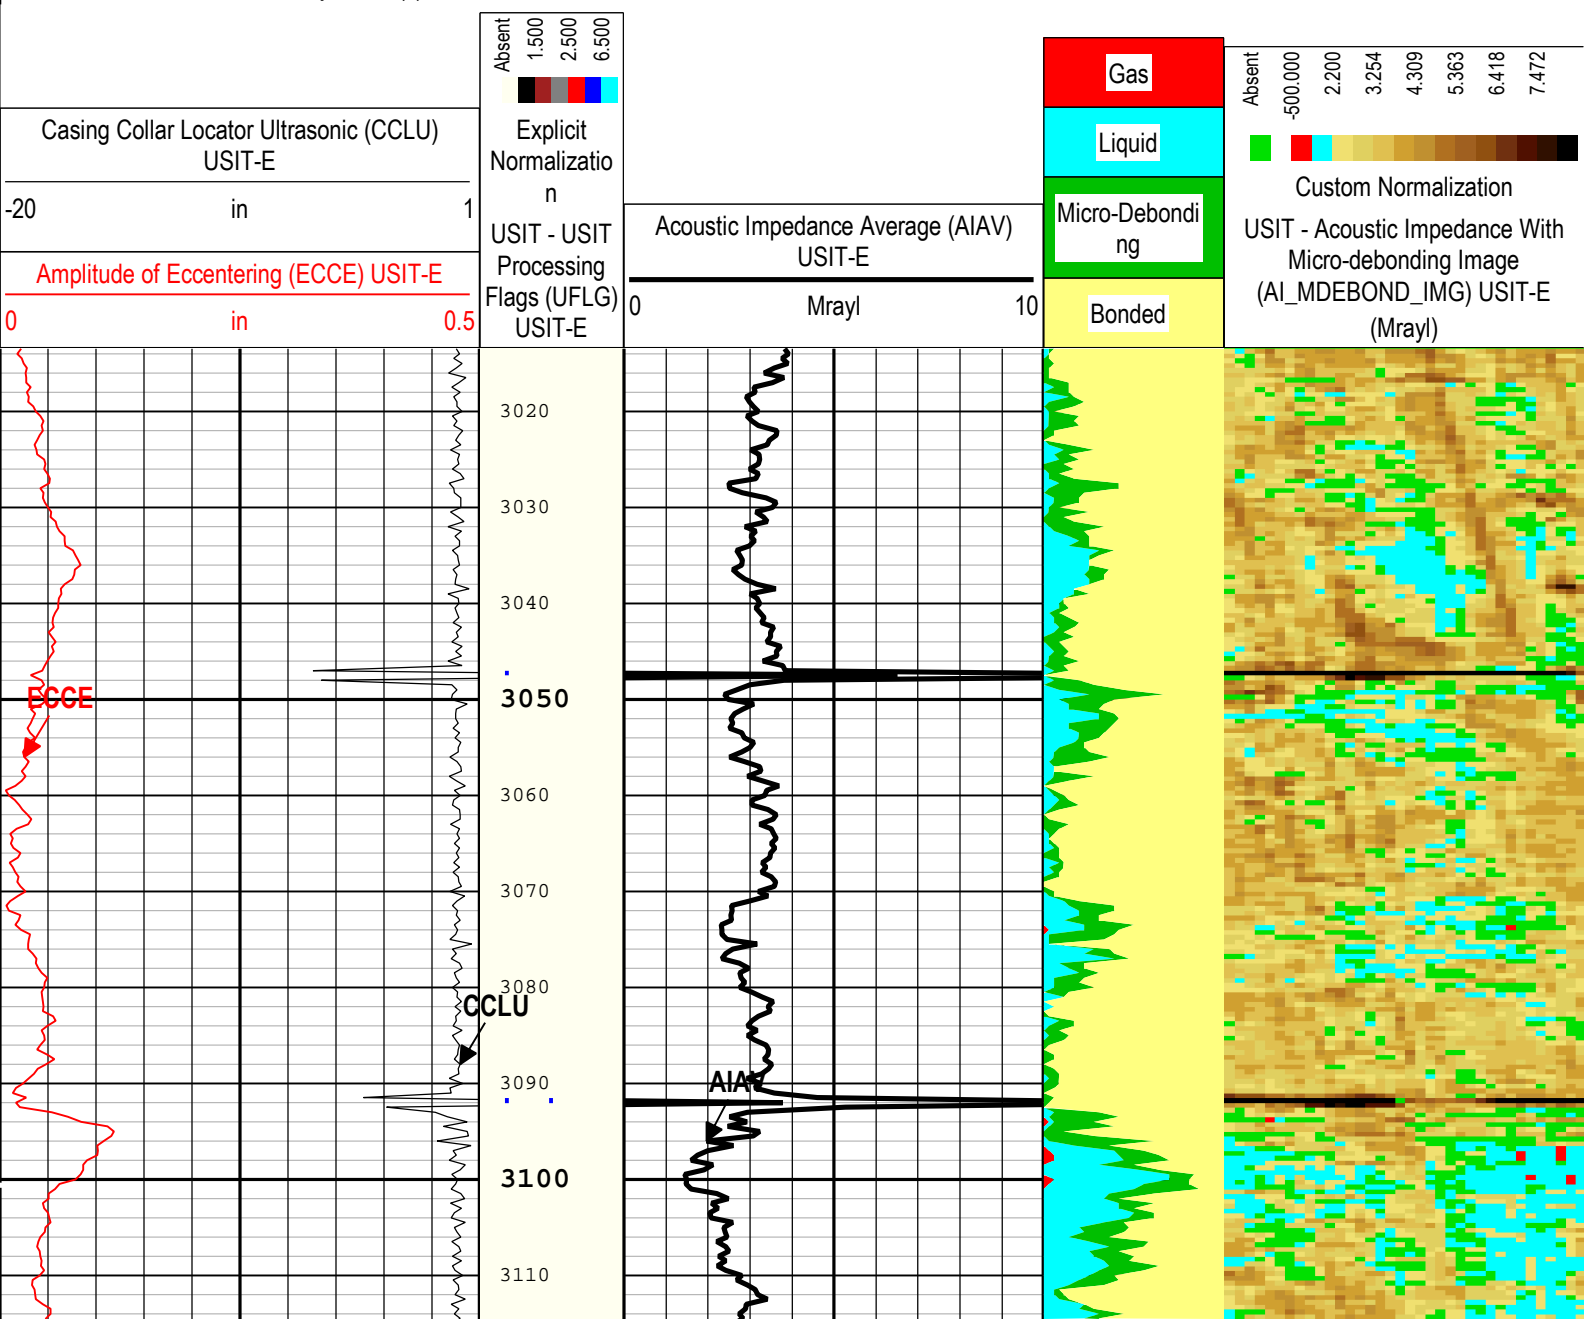 Absent
1.500
2.500
6.500
Explicit
Normalizatio
n
USIT - USIT
Processing
Flags (UFLG)
USIT-E
Casing Collar Locator Ultrasonic (CCLU)
USIT-E
-20 in 1
Amplitude of Eccentering (ECCE) USIT-E
0 in 0.5
Acoustic Impedance Average (AIAV)
USIT-E
0 Mrayl 10
Gas
Liquid
Micro-Debondi
ng
Bonded
Absent
-500.000
2.200
3.254
4.309
5.363
6.418
7.472
Custom Normalization
USIT - Acoustic Impedance With
Micro-debonding Image
(AI_MDEBOND_IMG) USIT-E
(Mrayl)
3020
3030
3040
ECCE
3050
3060
3070
3080
CCLU
3090
AIAV
3100
3110